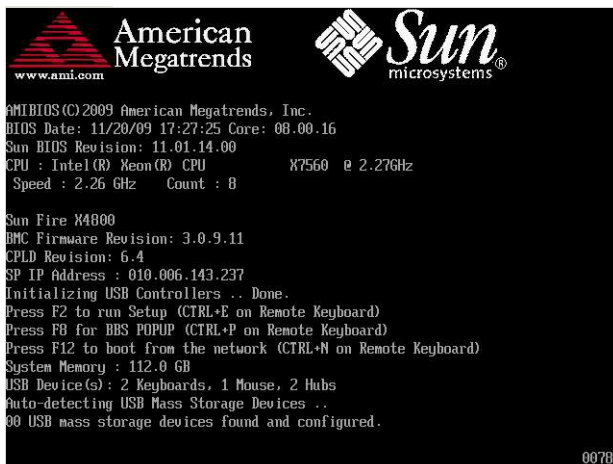 American
Megatrends
www.ami.com
Sun
microsystems
®
AMIBIOS(C)2009 American Megatrends, Inc.
BIOS Date: 11/20/09 17:27:25 Core: 08.00.16
Sun BIOS Revision: 11.01.14.00
CPU : Intel(R) Xeon(R) CPU X7560 @ 2.27GHz
Speed : 2.26 GHz Count : 8
Sun Fire X4800
BMC Firmware Revision: 3.0.9.11
CPLD Revision: 6.4
SP IP Address : 010.006.143.237
Initializing USB Controllers .. Done.
Press F2 to run Setup (CTRL+E on Remote Keyboard)
Press F8 for BBS POPUP (CTRL+P on Remote Keyboard)
Press F12 to boot from the network (CTRL+N on Remote Keyboard)
System Memory : 112.0 GB
USB Device(s): 2 Keyboards, 1 Mouse, 2 Hubs
Auto-detecting USB Mass Storage Devices ..
00 USB mass storage devices found and configured.
0078